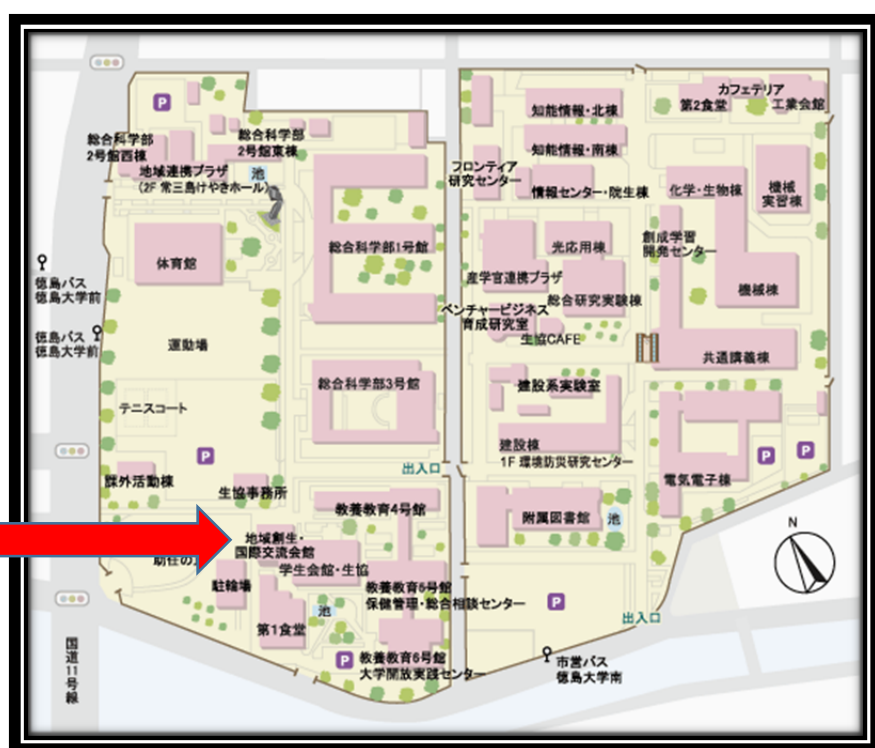 P
総合科学部
2号館西棟
総合科学部
2号館東棟
地域連携プラザ
(2F 常三島けやきホール)
池
体育館
総合科学部1号館
徳島バス
徳島大学前
徳島バス
徳島大学前
運動場
テニスコート
総合科学部3号館
P
課外活動棟
生協事務所
出入口
教養教育4号館
地域創生・
国際交流会館
学生会館・生協
駐輪場
教養教育5号館
保健管理・総合相談センター
池
第1食堂
P
教養教育6号館
大学開放実践センター
国道11号線
知能情報・北棟
知能情報・南棟
フロンティア
研究センター
情報センター・院生棟
カフェテリア
第2食堂
工業会館
化学・生物棟
機械
実習棟
創成学習
開発センター
光応用棟
産学官連携プラザ
総合研究実験棟
機械棟
ベンチャービジネス
育成研究室
生協CAFE
共通講義棟
建設系実験室
建設棟
1F 環境防災研究センター
電気電子棟
P
P
附属図書館
池
N
P
出入口
市営バス
徳島大学南